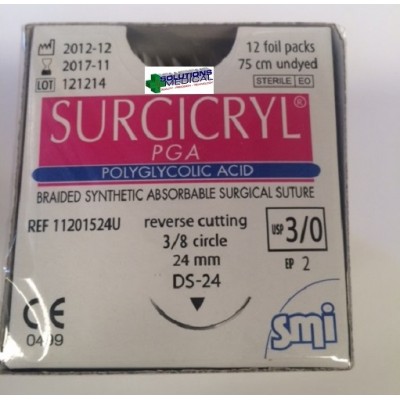 2012-12
2017-11
LOT 121214
SOLUTIONS
MEDICAL
12 foil packs
75 cm undyed
STERILE EO
SURGICRYL®
PGA
POLYGLYCOLIC ACID
BRAIDED SYNTHETIC ABSORBABLE SURGICAL SUTURE
REF 11201524U
reverse cutting
3/8 circle
24 mm
DS-24
USP 3/0
EP 2
CE
0499
smi